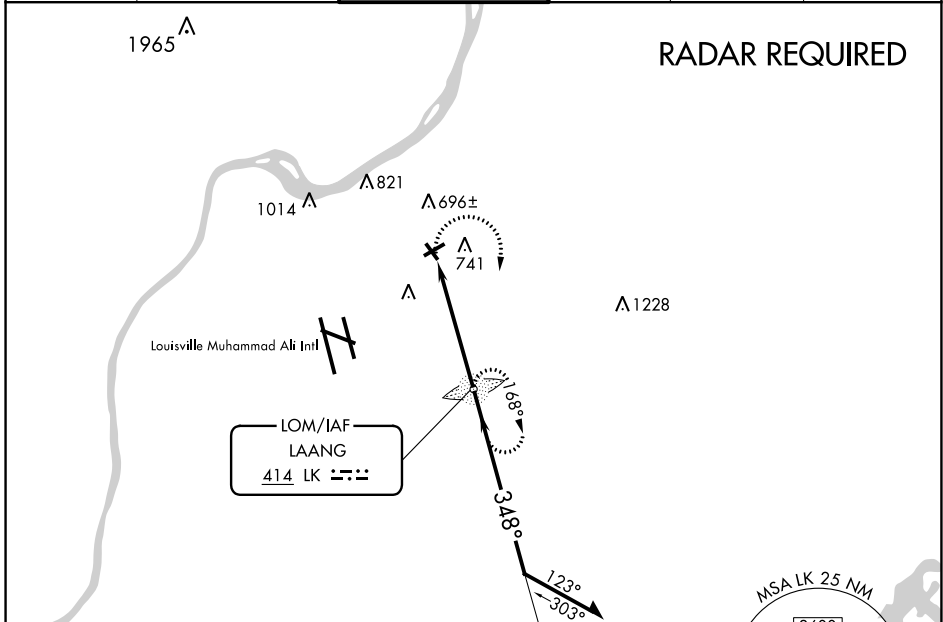 1965
RADAR REQUIRED
821
1014
696±
741
1228
Louisville Muhammad Ali Intl
LOM/IAF
LAANG
414 LK
168°
348°
123°
303°
MSA LK 25 NM